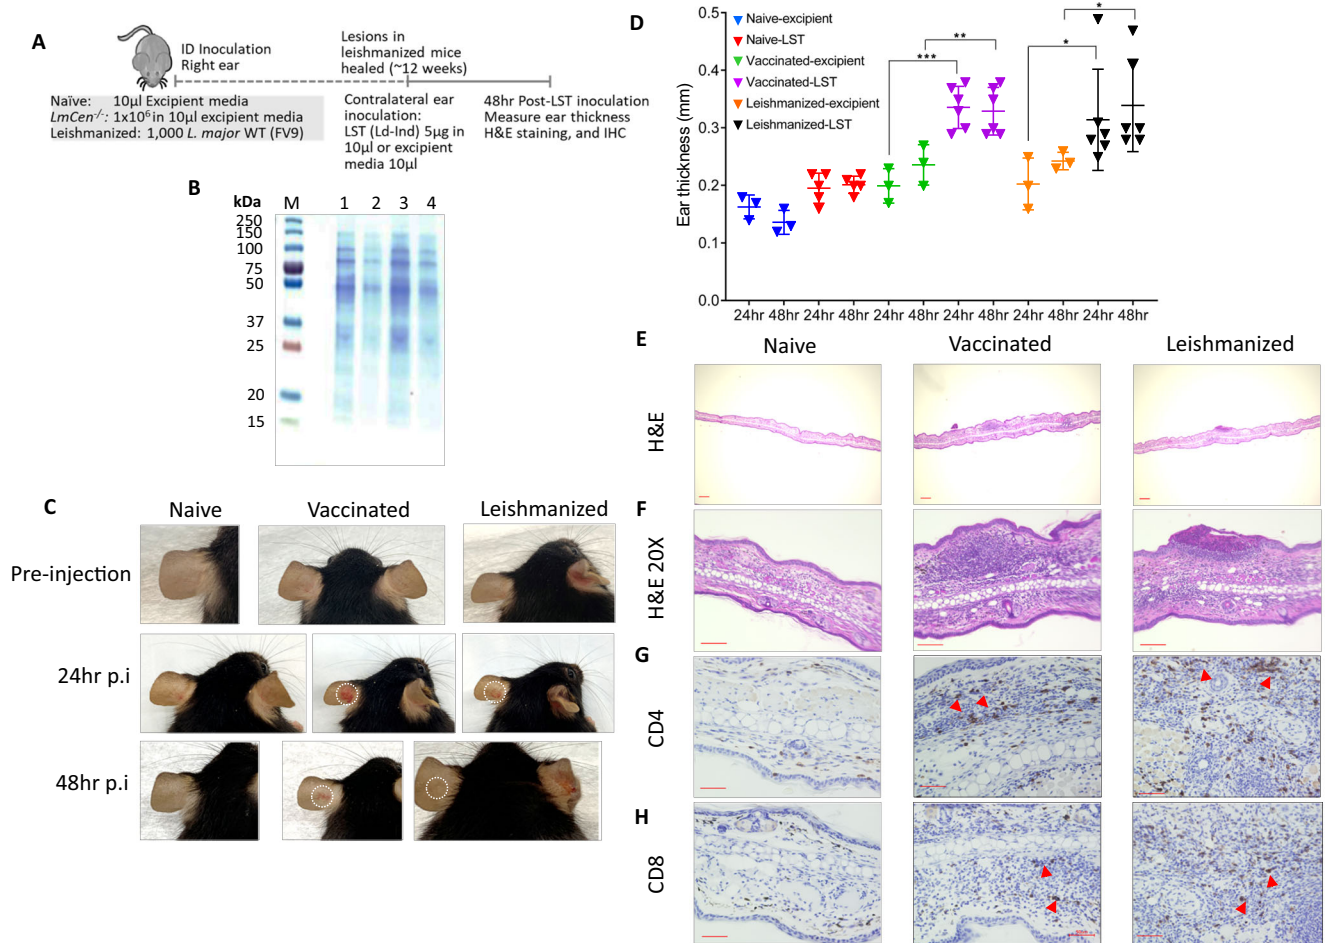 A
ID Inoculation
Right ear
Lesions in
leishmanized mice
healed (~12 weeks)
Naïve: 10µl Excipient media
LmCen-/-: 1x10⁶ in 10µl excipient media
Leishmanized: 1,000 L. major WT (FV9)
Contralateral ear
inoculation:
LST (Ld-Ind) 5µg in
10µl or excipient
media 10µl
48hr Post-LST inoculation
Measure ear thickness
H&E staining, and IHC
B
kDa M 1 2 3 4
250
150
100
75
50
37
25
20
15
C
Naive Vaccinated Leishmanized
Pre-injection
24hr p.i
48hr p.i
D
Ear thickness (mm)
0.5
0.4
0.3
0.2
0.1
0.0
Naive-excipient
Naive-LST
Vaccinated-excipient
Vaccinated-LST
Leishmanized-excipient
Leishmanized-LST
***
**
*
*
24hr 48hr 24hr 48hr 24hr 48hr 24hr 48hr 24hr 48hr 24hr 48hr
E
Naive Vaccinated Leishmanized
H&E
F
H&E 20X
G
CD4
H
CD8